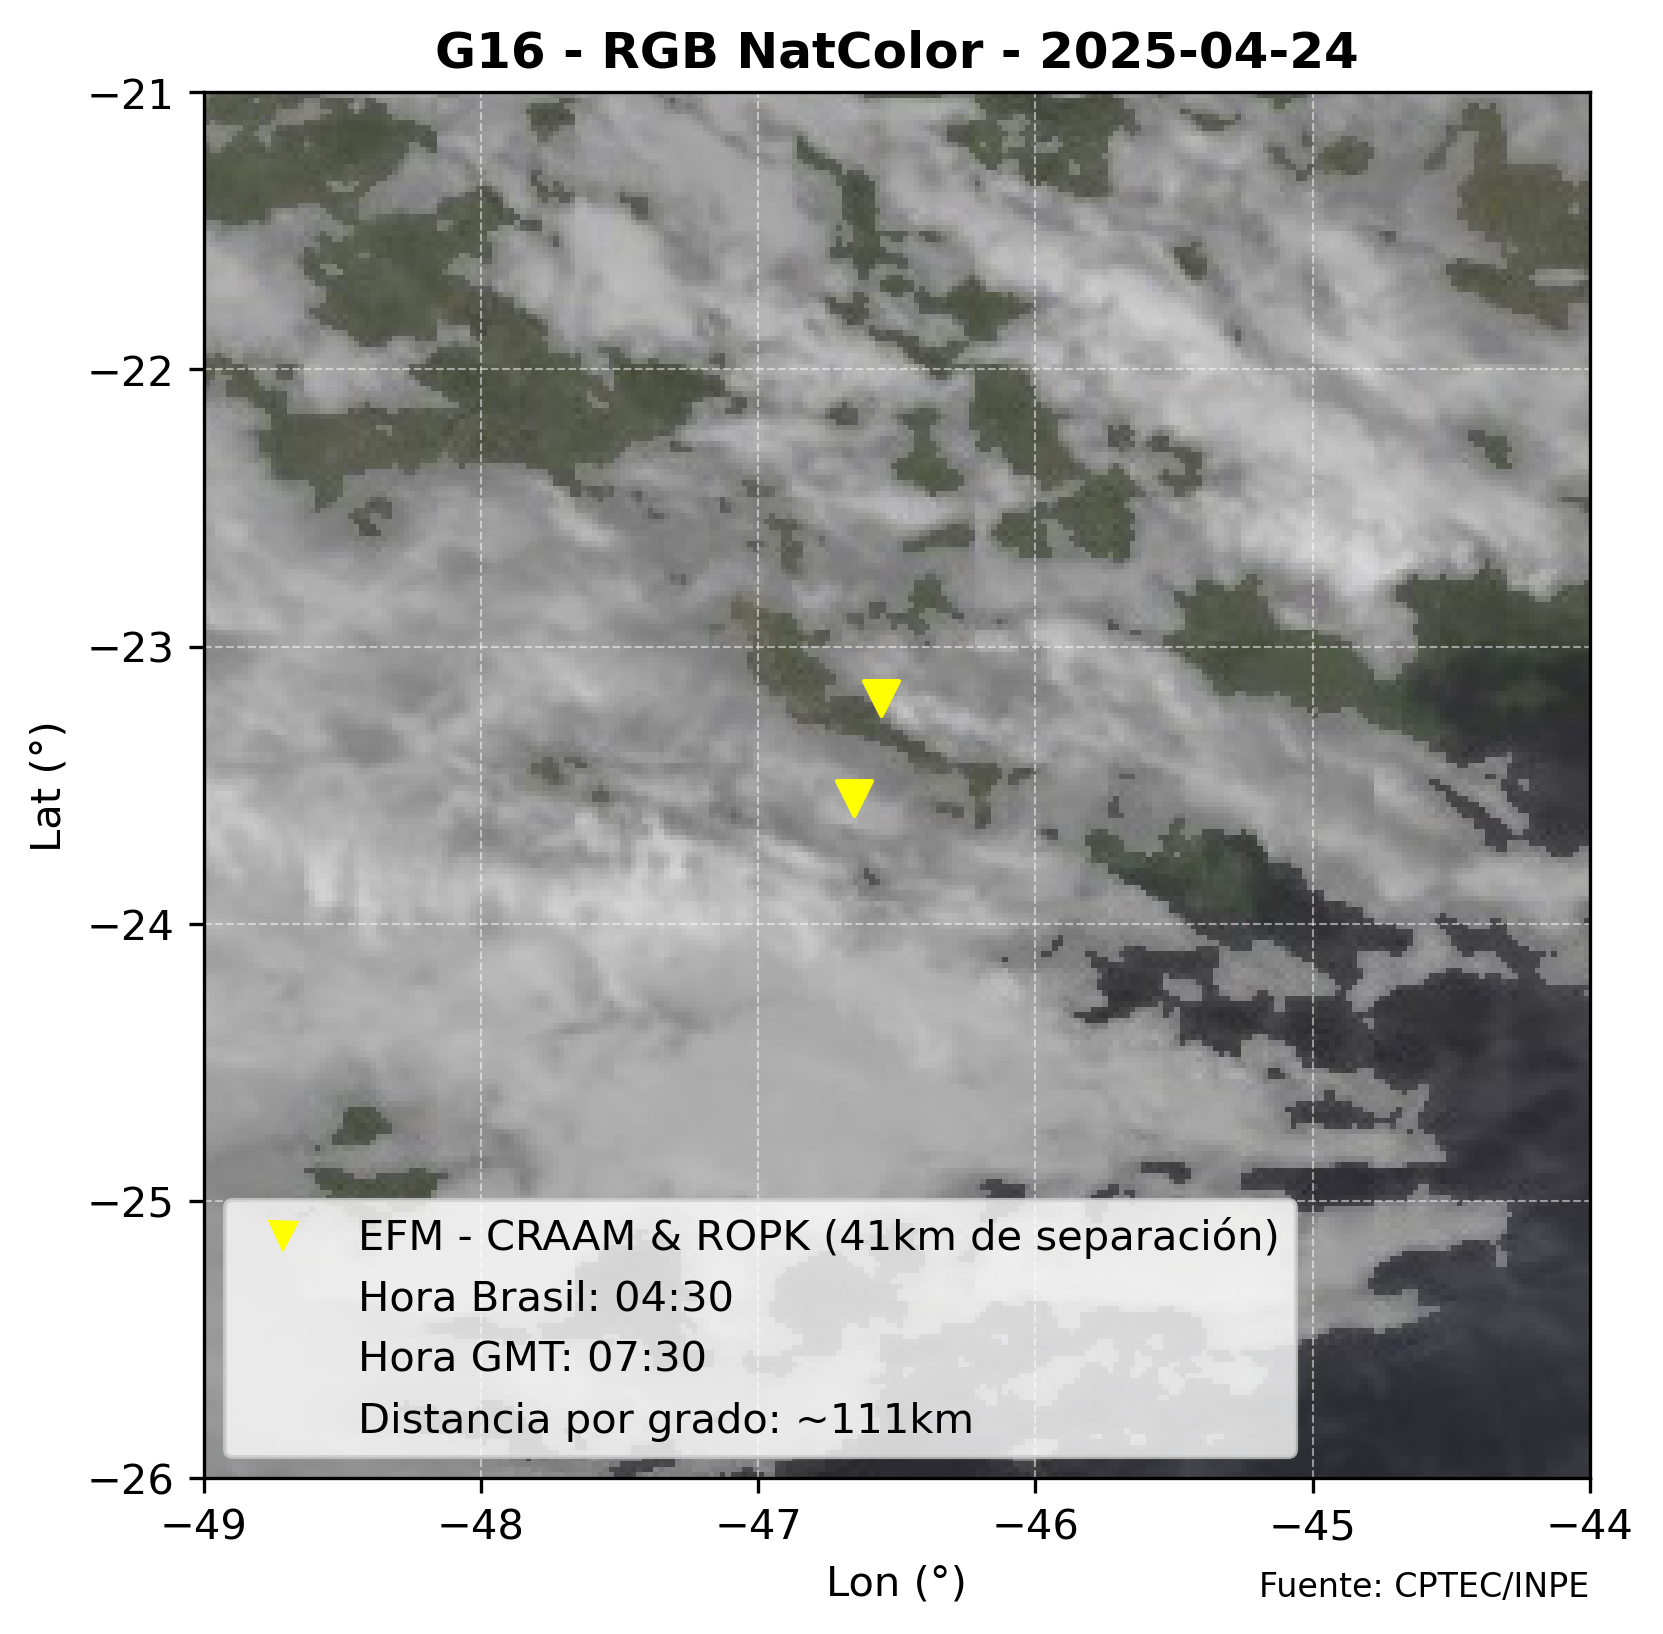 G16 - RGB NatColor - 2025-04-24
−21
−22
−23
−24
−25
−26
Lat (°)
EFM - CRAAM & ROPK (41km de separación)
Hora Brasil: 04:30
Hora GMT: 07:30
Distancia por grado: ~111km
−49 −48 −47 −46 −45 −44
Lon (°)
Fuente: CPTEC/INPE